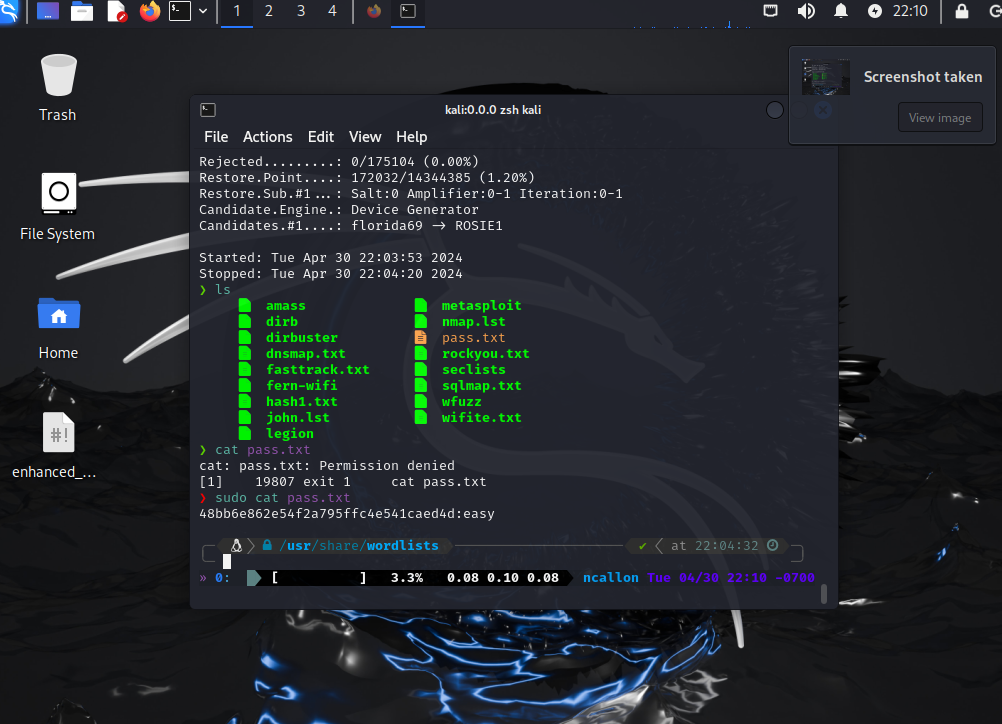 1 2 3 4 22:10
Screenshot taken
View image
Trash
File System
Home
#!
enhanced_...
kali:0.0.0 zsh kali
File Actions Edit View Help
Rejected.........: 0/175104 (0.00%)
Restore.Point....: 172032/14344385 (1.20%)
Restore.Sub.#1...: Salt:0 Amplifier:0-1 Iteration:0-1
Candidate.Engine.: Device Generator
Candidates.#1....: florida69 -> ROSIE1
Started: Tue Apr 30 22:03:53 2024
Stopped: Tue Apr 30 22:04:20 2024
❯ ls
amass metasploit
dirb nmap.lst
dirbuster pass.txt
dnsmap.txt rockyou.txt
fasttrack.txt seclists
fern-wifi sqlmap.txt
hash1.txt wfuzz
john.lst wifite.txt
legion
❯ cat pass.txt
cat: pass.txt: Permission denied
[1] 19807 exit 1 cat pass.txt
❯ sudo cat pass.txt
48bb6e862e54f2a795ffc4e541caed4d:easy
/usr/share/wordlists ✔ at 22:04:32
» 0: [ ] 3.3% 0.08 0.10 0.08 ncallon Tue 04/30 22:10 -0700